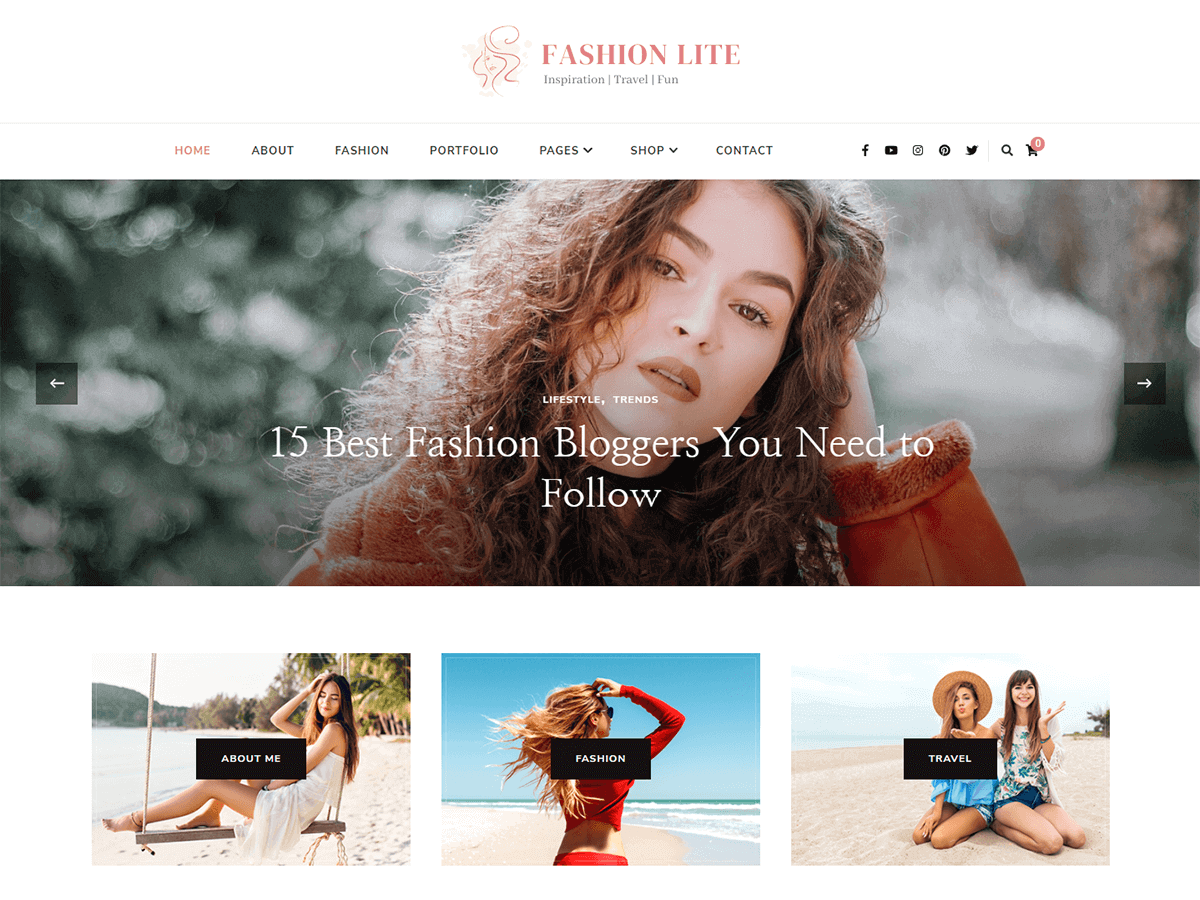 FASHION LITE
Inspiration | Travel | Fun
HOME ABOUT FASHION PORTFOLIO PAGES SHOP CONTACT 0
LIFESTYLE, TRENDS
15 Best Fashion Bloggers You Need to
Follow
ABOUT ME FASHION TRAVEL